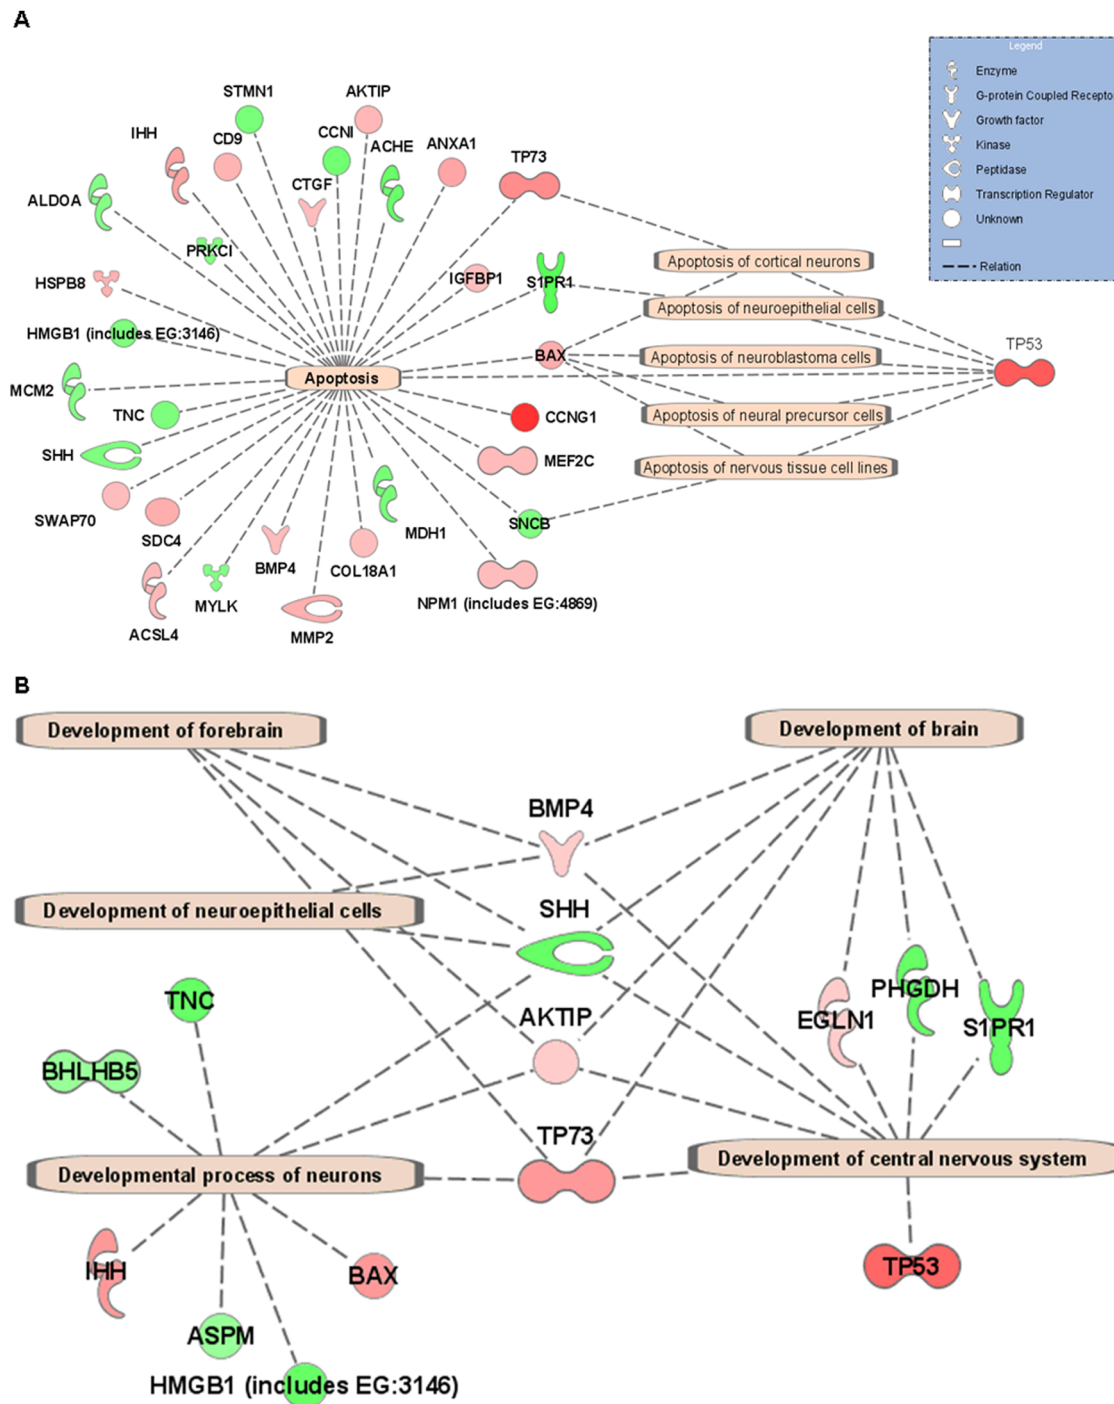 A
Legend
Enzyme
G-protein Coupled Receptor
Growth factor
Kinase
Peptidase
Transcription Regulator
Unknown
Relation
STMN1
AKTIP
IHH
CD9
CCNI
ACHE
ANXA1
TP73
CTGF
ALDOA
PRKCI
HSPB8
IGFBP1
S1PR1
Apoptosis of cortical neurons
Apoptosis of neuroepithelial cells
HMGB1 (includes EG:3146)
TP53
BAX
Apoptosis of neuroblastoma cells
Apoptosis
MCM2
TNC
CCNG1
Apoptosis of neural precursor cells
SHH
MEF2C
Apoptosis of nervous tissue cell lines
SWAP70
SDC4
MDH1
SNCB
BMP4
COL18A1
MYLK
NPM1 (includes EG:4869)
ACSL4
MMP2
B
Development of forebrain
Development of brain
BMP4
Development of neuroepithelial cells
SHH
TNC
PHGDH
EGLN1
S1PR1
AKTIP
BHLHB5
TP73
Developmental process of neurons
Development of central nervous system
IHH
BAX
TP53
ASPM
HMGB1 (includes EG:3146)